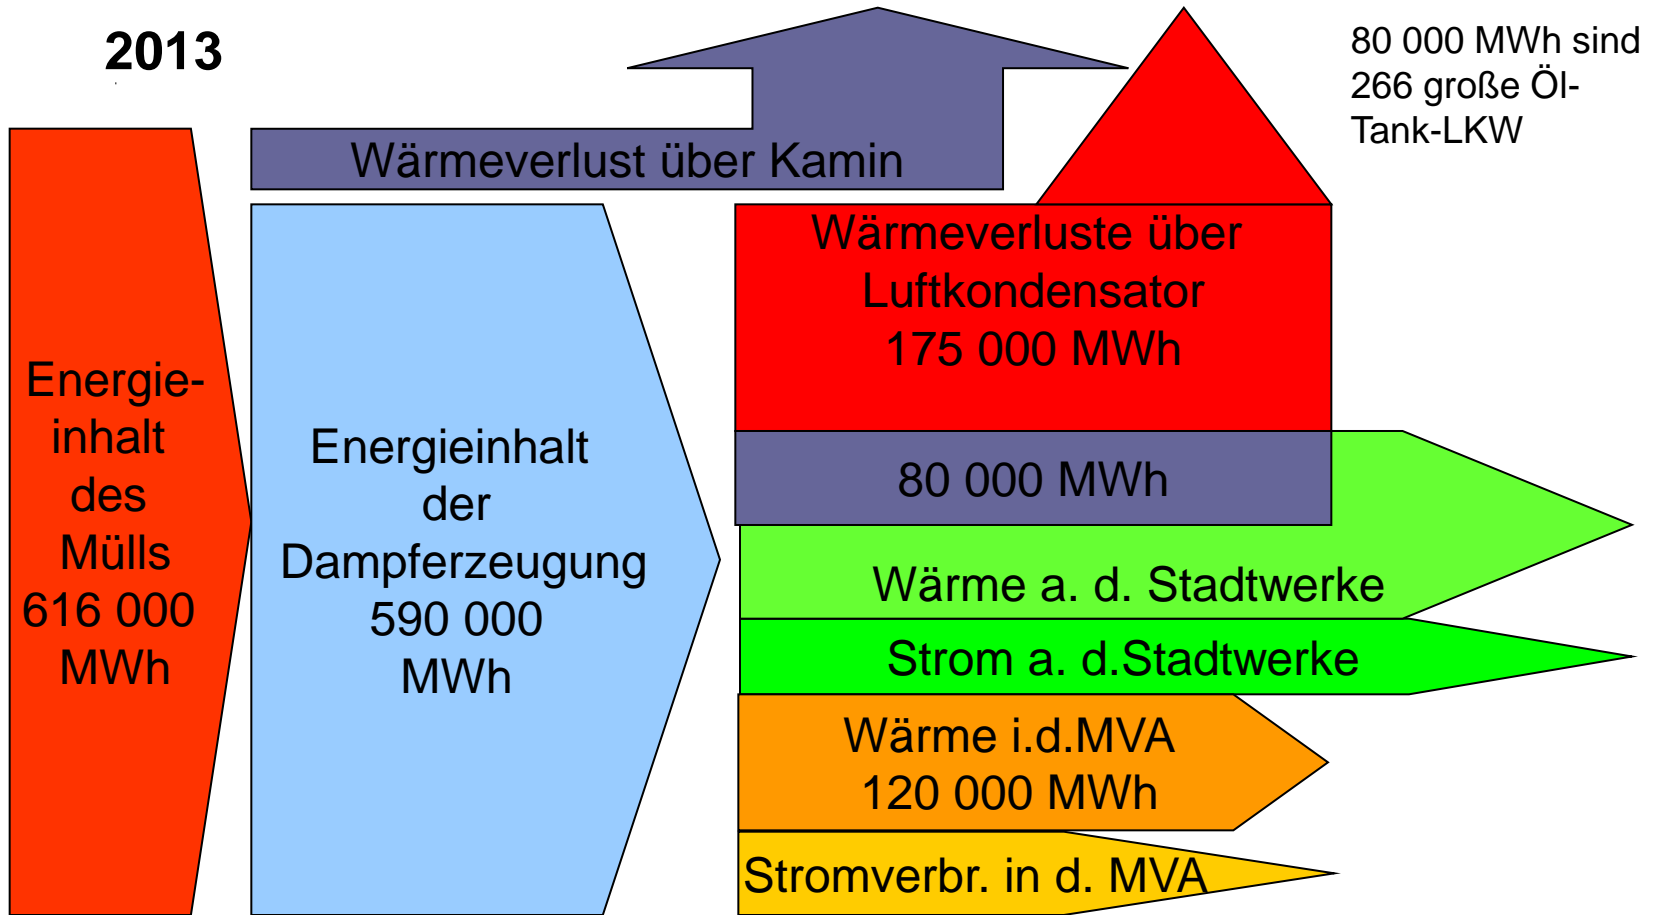 2013
80 000 MWh sind
266 große Öl-
Tank-LKW
Wärmeverlust über Kamin
Energie-
inhalt
des
Mülls
616 000
MWh
Energieinhalt
der
Dampferzeugung
590 000
MWh
Wärmeverluste über
Luftkondensator
175 000 MWh
80 000 MWh
Wärme a. d. Stadtwerke
Strom a. d.Stadtwerke
Wärme i.d.MVA
120 000 MWh
Stromverbr. in d. MVA